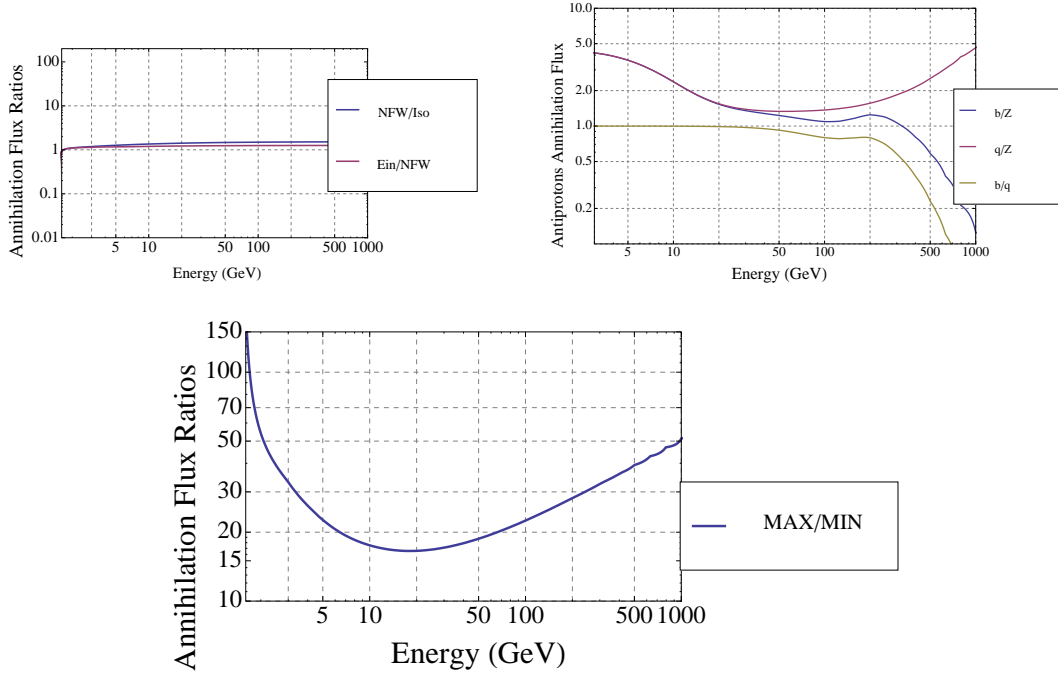 Annihilation Flux Ratios
100
10
1
0.1
0.01
5 10 50 100 500 1000
Energy (GeV)
NFW/Iso
Ein/NFW
Antiprotons Annihilation Flux
10.0
5.0
2.0
1.0
0.5
0.2
5 10 50 100 500 1000
Energy (GeV)
b/Z
q/Z
b/q
Annihilation Flux Ratios
150
100
70
50
30
20
15
10
5 10 50 100 500 1000
Energy (GeV)
MAX/MIN